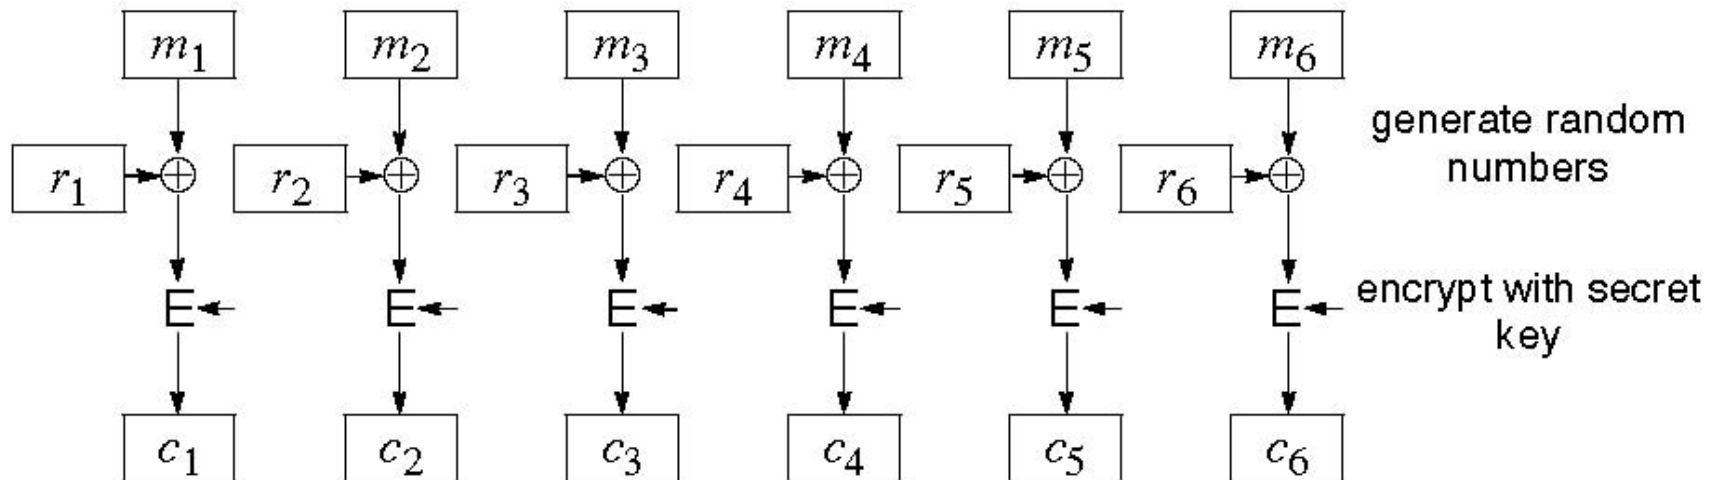 m1 m2 m3 m4 m5 m6
generate random
numbers
r1 r2 r3 r4 r5 r6
E E E E E E
encrypt with secret
key
c1 c2 c3 c4 c5 c6